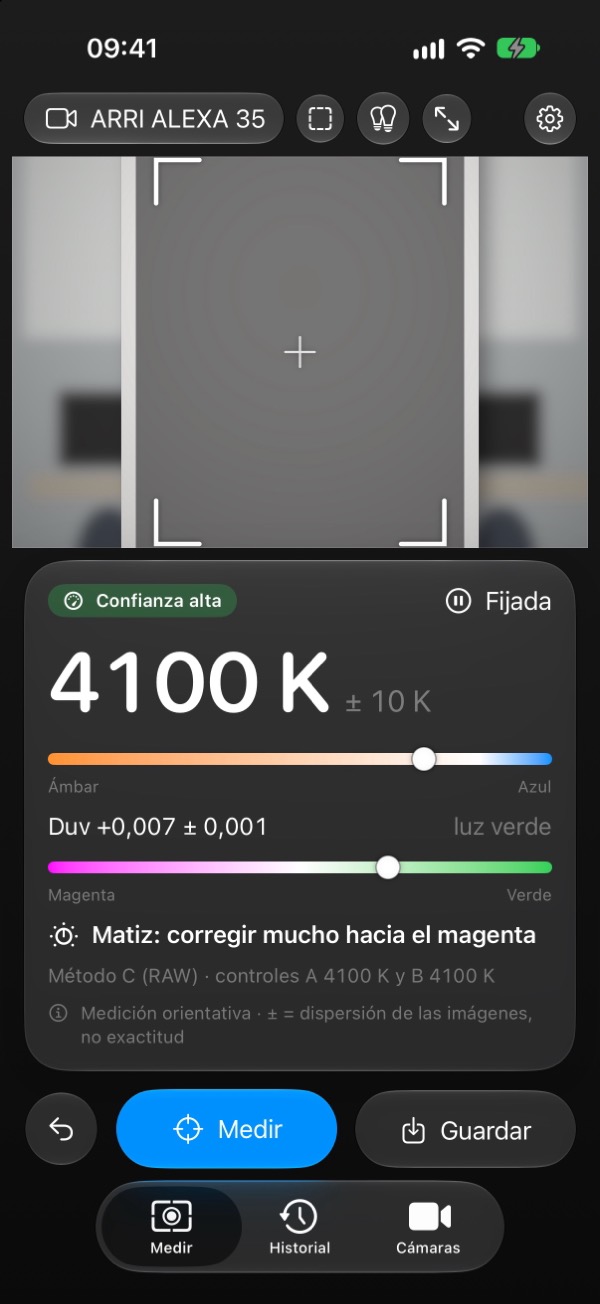 09:41
ARRI ALEXA 35
Confianza alta
Fijada
4100 K ± 10 K
Ámbar
Azul
Duv +0,007 ± 0,001
luz verde
Magenta
Verde
Matiz: corregir mucho hacia el magenta
Método C (RAW) · controles A 4100 K y B 4100 K
Medición orientativa · ± = dispersión de las imágenes,
no exactitud
Medir
Guardar
Medir
Historial
Cámaras